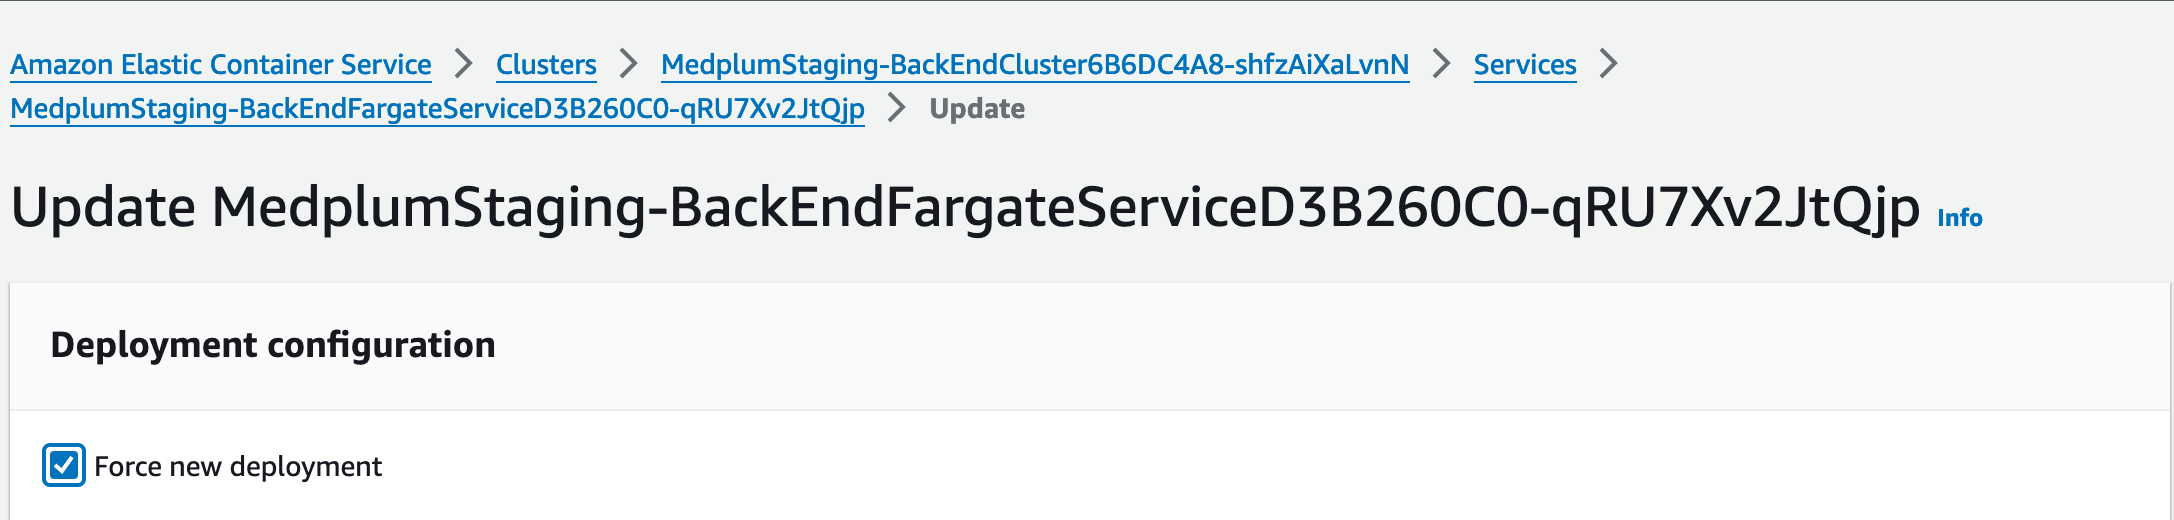 Amazon Elastic Container Service > Clusters > MedplumStaging-BackEndCluster6B6DC4A8-shfzAiXaLvnN > Services >
MedplumStaging-BackEndFargateServiceD3B260C0-qRU7Xv2JtQjp > Update
Update MedplumStaging-BackEndFargateServiceD3B260C0-qRU7Xv2JtQjp Info
Deployment configuration
Force new deployment